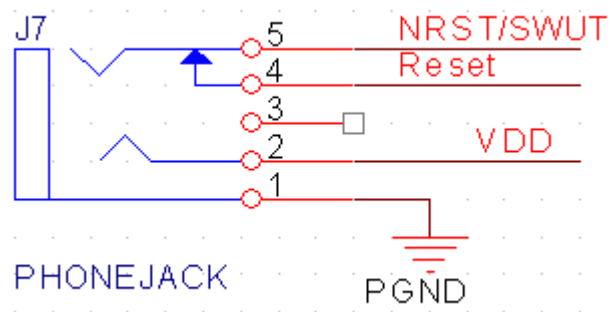 J7
5 NRST/SWUT
4 Reset
3
2 VDD
1
PHONEJACK
PGND